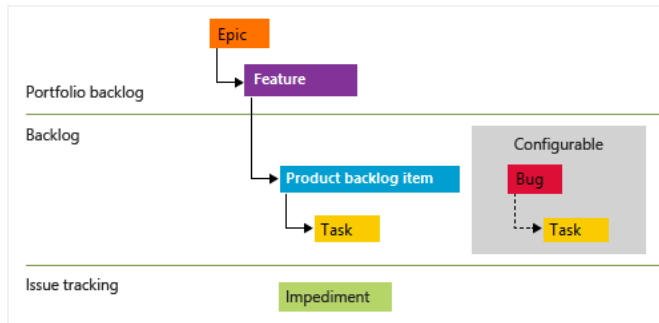 Epic
Feature
Portfolio backlog
Backlog
Configurable
Product backlog item
Bug
Task
Task
Issue tracking
Impediment